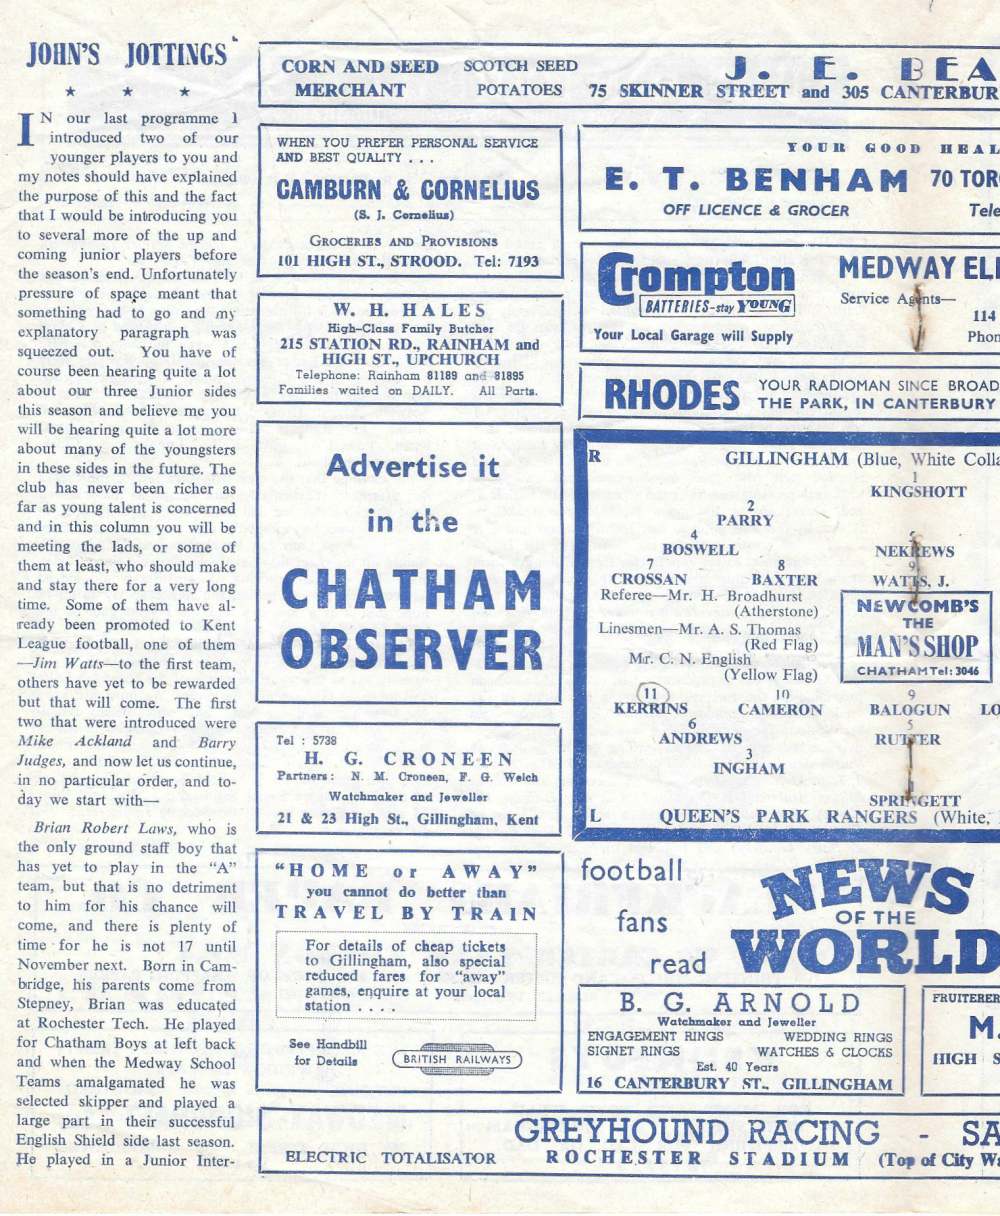 JOHN'S JOTTINGS
★ ★ ★
IN our last programme I
introduced two of our
younger players to you and
my notes should have explained
the purpose of this and the fact
that I would be introducing you
to several more of the up and
coming junior players before
the season's end. Unfortunately
pressure of space meant that
something had to go and my
explanatory paragraph was
squeezed out. You have of
course been hearing quite a lot
about our three Junior sides
this season and believe me you
will be hearing quite a lot more
about many of the youngsters
in these sides in the future. The
club has never been richer as
far as young talent is concerned
and in this column you will be
meeting the lads, or some of
them at least, who should make
and stay there for a very long
time. Some of them have al-
ready been promoted to Kent
League football, one of them
—Jim Watts—to the first team,
others have yet to be rewarded
but that will come. The first
two that were introduced were
Mike Ackland and Barry
Judges, and now let us continue,
in no particular order, and to-
day we start with—
Brian Robert Laws, who is
the only ground staff boy that
has yet to play in the "A"
team, but that is no detriment
to him for his chance will
come, and there is plenty of
time for he is not 17 until
November next. Born in Cam-
bridge, his parents come from
Stepney, Brian was educated
at Rochester Tech. He played
for Chatham Boys at left back
and when the Medway School
Teams amalgamated he was
selected skipper and played a
large part in their successful
English Shield side last season.
He played in a Junior Inter-
CORN AND SEED
MERCHANT
SCOTCH SEED
POTATOES
J. E. BEA
75 SKINNER STREET and 305 CANTERBUR
WHEN YOU PREFER PERSONAL SERVICE
AND BEST QUALITY . . .
CAMBURN & CORNELIUS
(S. J. Cornelius)
GROCERIES AND PROVISIONS
101 HIGH ST., STROOD. Tel: 7193
YOUR GOOD HEAL
E. T. BENHAM 70 TOR
OFF LICENCE & GROCER Tele
W. H. HALES
High-Class Family Butcher
215 STATION RD., RAINHAM and
HIGH ST., UPCHURCH
Telephone: Rainham 81189 and 81895
Families waited on DAILY. All Parts.
Crompton
BATTERIES-stay YOUNG
Your Local Garage will Supply
MEDWAY EL
Service Agents—
114
Phon
RHODES
YOUR RADIOMAN SINCE BROAD
THE PARK, IN CANTERBURY
Advertise it
in the
CHATHAM
OBSERVER
R
GILLINGHAM (Blue, White Colla
1
KINGSHOTT
2
PARRY
4
BOSWELL
5
NEKREWS
7
CROSSAN
8
BAXTER
9
WATTS, J.
Referee—Mr. H. Broadhurst
(Atherstone)
Linesmen—Mr. A. S. Thomas
(Red Flag)
Mr. C. N. English
(Yellow Flag)
NEWCOMB'S
THE
MAN'S SHOP
CHATHAM Tel: 3046
11
KERRINS
10
CAMERON
9
BALOGUN
LO
6
ANDREWS
5
RUTTER
3
INGHAM
1
SPRINGETT
L
QUEEN'S PARK RANGERS (White,
Tel : 5738
H. G. CRONEEN
Partners: N. M. Croneen, F. G. Welch
Watchmaker and Jeweller
21 & 23 High St., Gillingham, Kent
"HOME or AWAY"
you cannot do better than
TRAVEL BY TRAIN
For details of cheap tickets
to Gillingham, also special
reduced fares for "away"
games, enquire at your local
station . . . .
See Handbill
for Details
BRITISH RAILWAYS
football
fans
read
NEWS
OF THE
WORLD
B. G. ARNOLD
Watchmaker and Jeweller
ENGAGEMENT RINGS WEDDING RINGS
SIGNET RINGS WATCHES & CLOCKS
Est. 40 Years
16 CANTERBURY ST., GILLINGHAM
FRUITERER
M.
HIGH S
GREYHOUND RACING - SA
ELECTRIC TOTALISATOR
ROCHESTER STADIUM (Top of City Wa